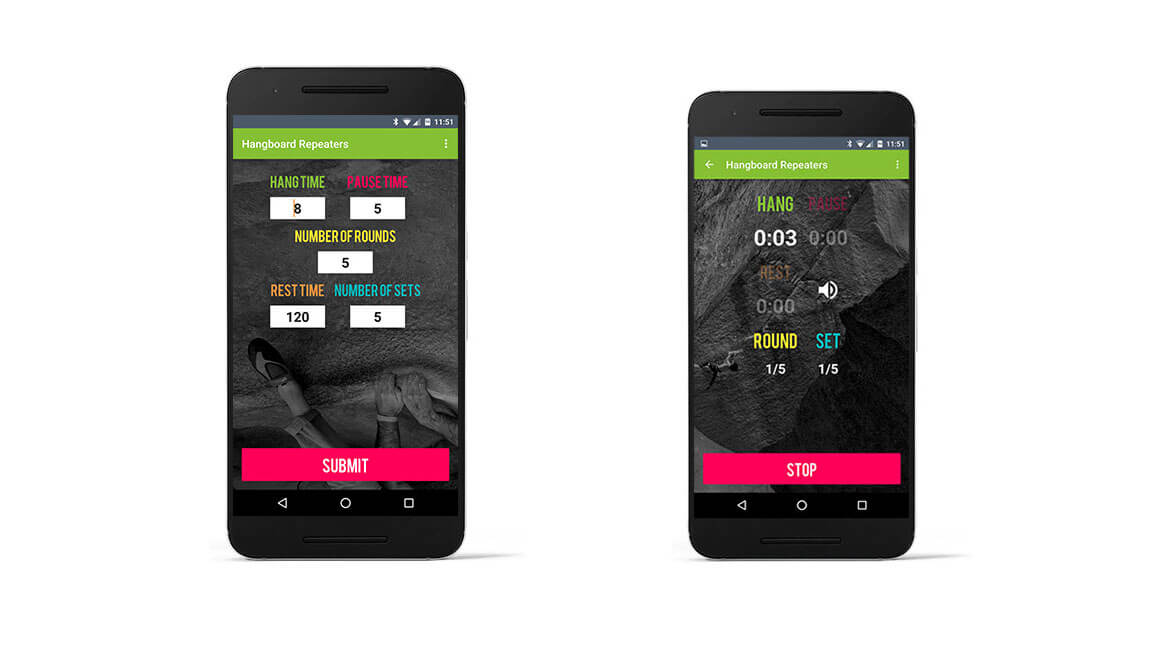 11:51
Hangboard Repeaters
HANG TIME PAUSE TIME
8 5
NUMBER OF ROUNDS
5
REST TIME NUMBER OF SETS
120 5
SUBMIT
11:51
Hangboard Repeaters
HANG PAUSE
0:03 0:00
REST
0:00
ROUND SET
1/5 1/5
STOP